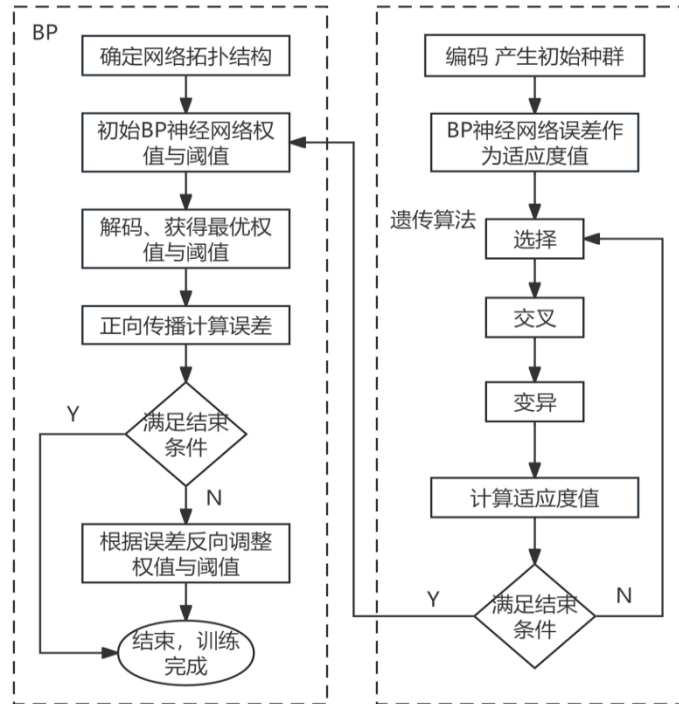 BP
确定网络拓扑结构
初始BP神经网络权
值与阈值
解码、获得最优权
值与阈值
正向传播计算误差
Y
满足结束
条件
N
根据误差反向调整
权值与阈值
结束，训练
完成
编码 产生初始种群
BP神经网络误差作
为适应度值
遗传算法
选择
交叉
变异
计算适应度值
Y
满足结束
条件
N